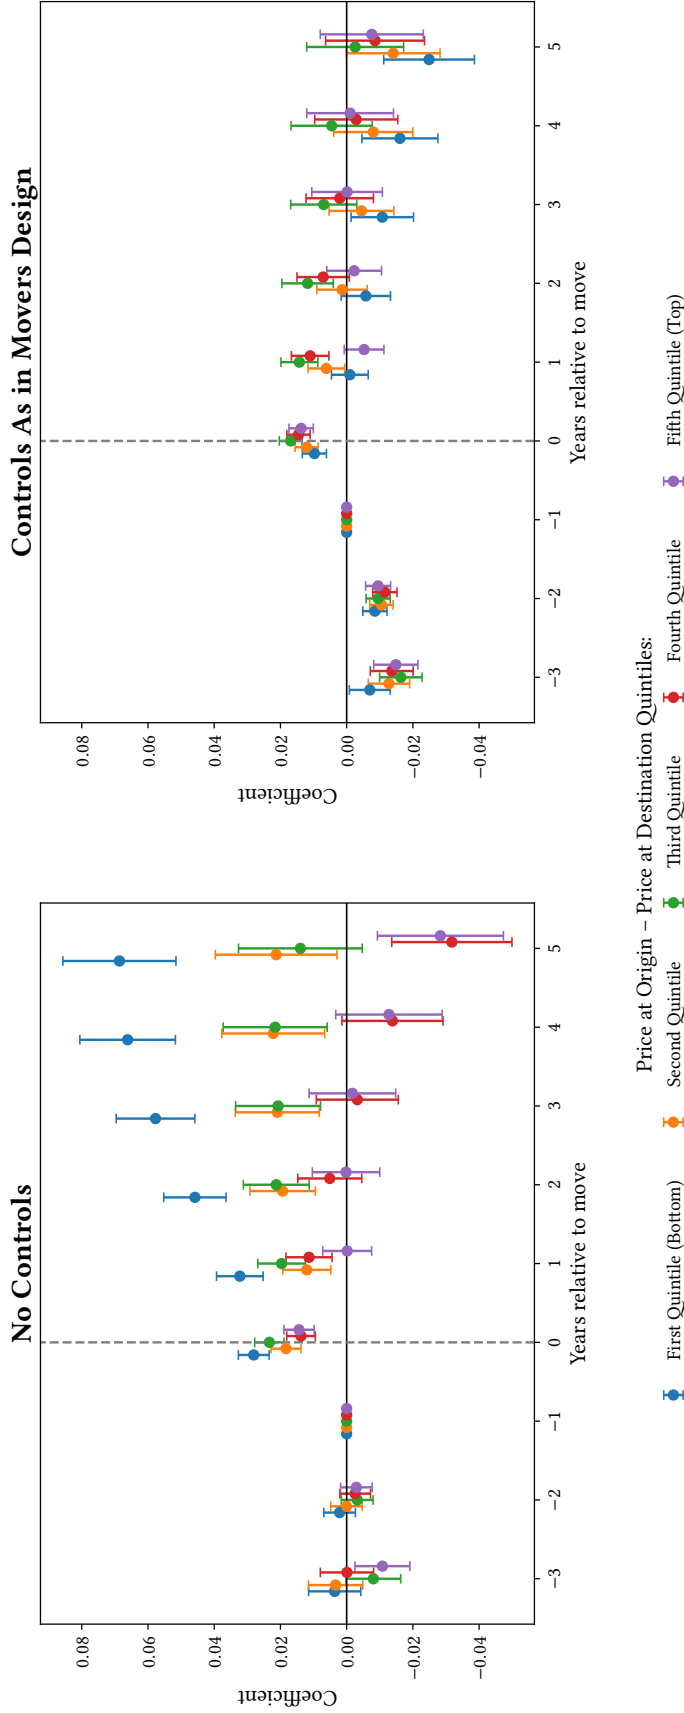 No Controls
Coefficient
0.08
0.06
0.04
0.02
0.00
−0.02
−0.04
−3 −2 −1 0 1 2 3 4 5
Years relative to move
Controls As in Movers Design
Coefficient
0.08
0.06
0.04
0.02
0.00
−0.02
−0.04
−3 −2 −1 0 1 2 3 4 5
Years relative to move
Price at Origin − Price at Destination Quintiles:
First Quintile (Bottom) Second Quintile Third Quintile Fourth Quintile Fifth Quintile (Top)